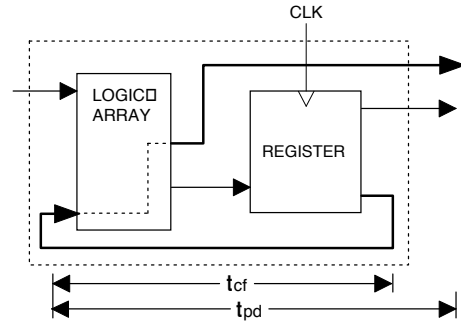 CLK
LOGIC□
ARRAY
REGISTER
tcf
tpd